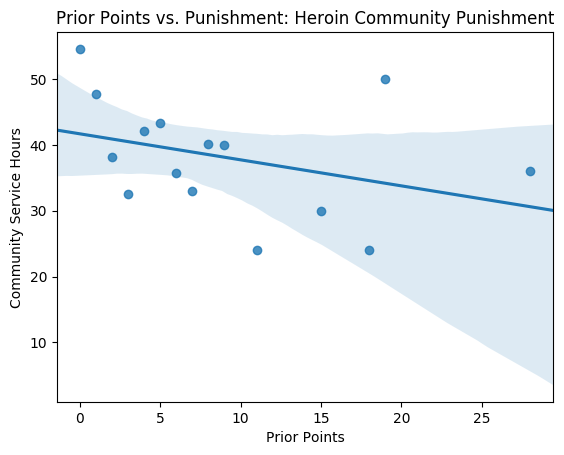 Prior Points vs. Punishment: Heroin Community Punishment
50
40
30
20
10
Community Service Hours
0 5 10 15 20 25
Prior Points